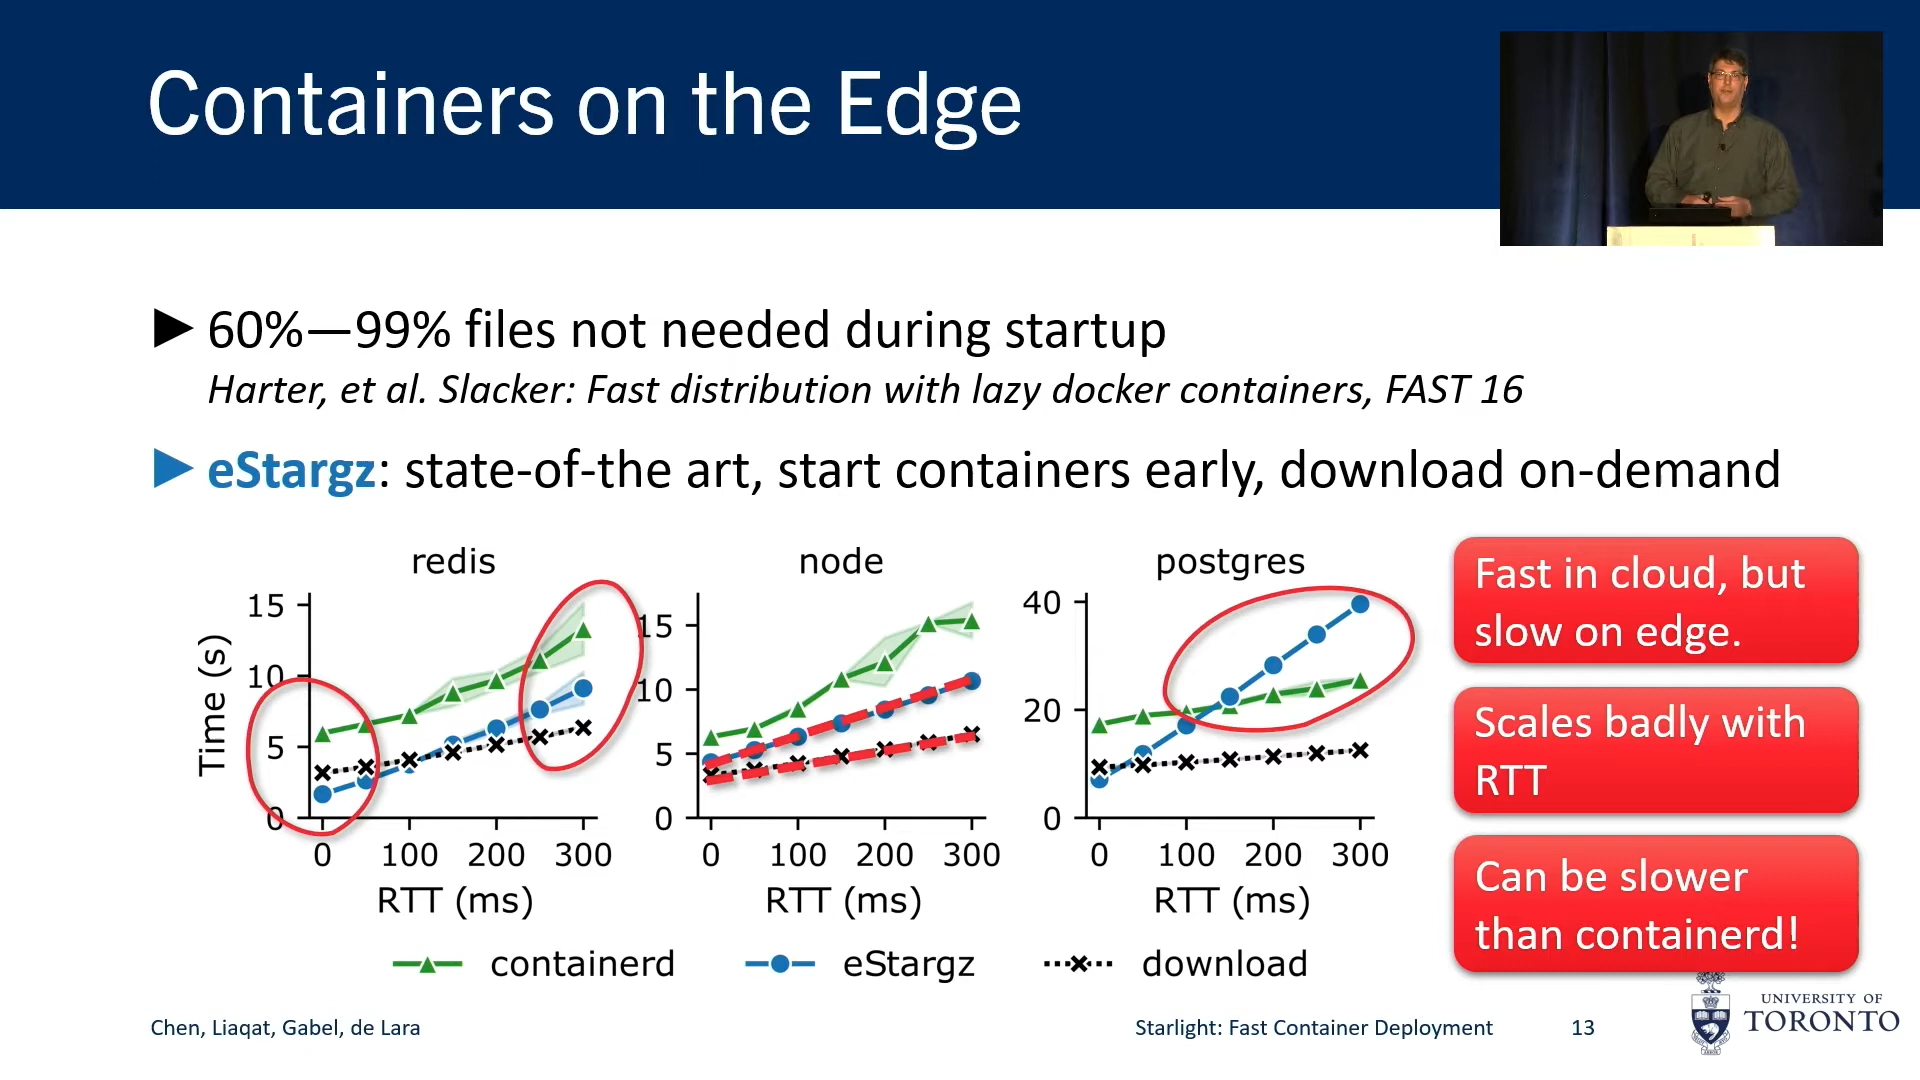 Containers on the Edge
60%—99% files not needed during startup
Harter, et al. Slacker: Fast distribution with lazy docker containers, FAST 16
eStargz: state-of-the art, start containers early, download on-demand
redis
node
postgres
Time (s)
15
10
5
0
0 100 200 300
RTT (ms)
15
10
5
0
0 100 200 300
RTT (ms)
40
20
0
0 100 200 300
RTT (ms)
containerd
eStargz
download
Fast in cloud, but
slow on edge.
Scales badly with
RTT
Can be slower
than containerd!
Chen, Liaqat, Gabel, de Lara
Starlight: Fast Container Deployment
13
UNIVERSITY OF
TORONTO